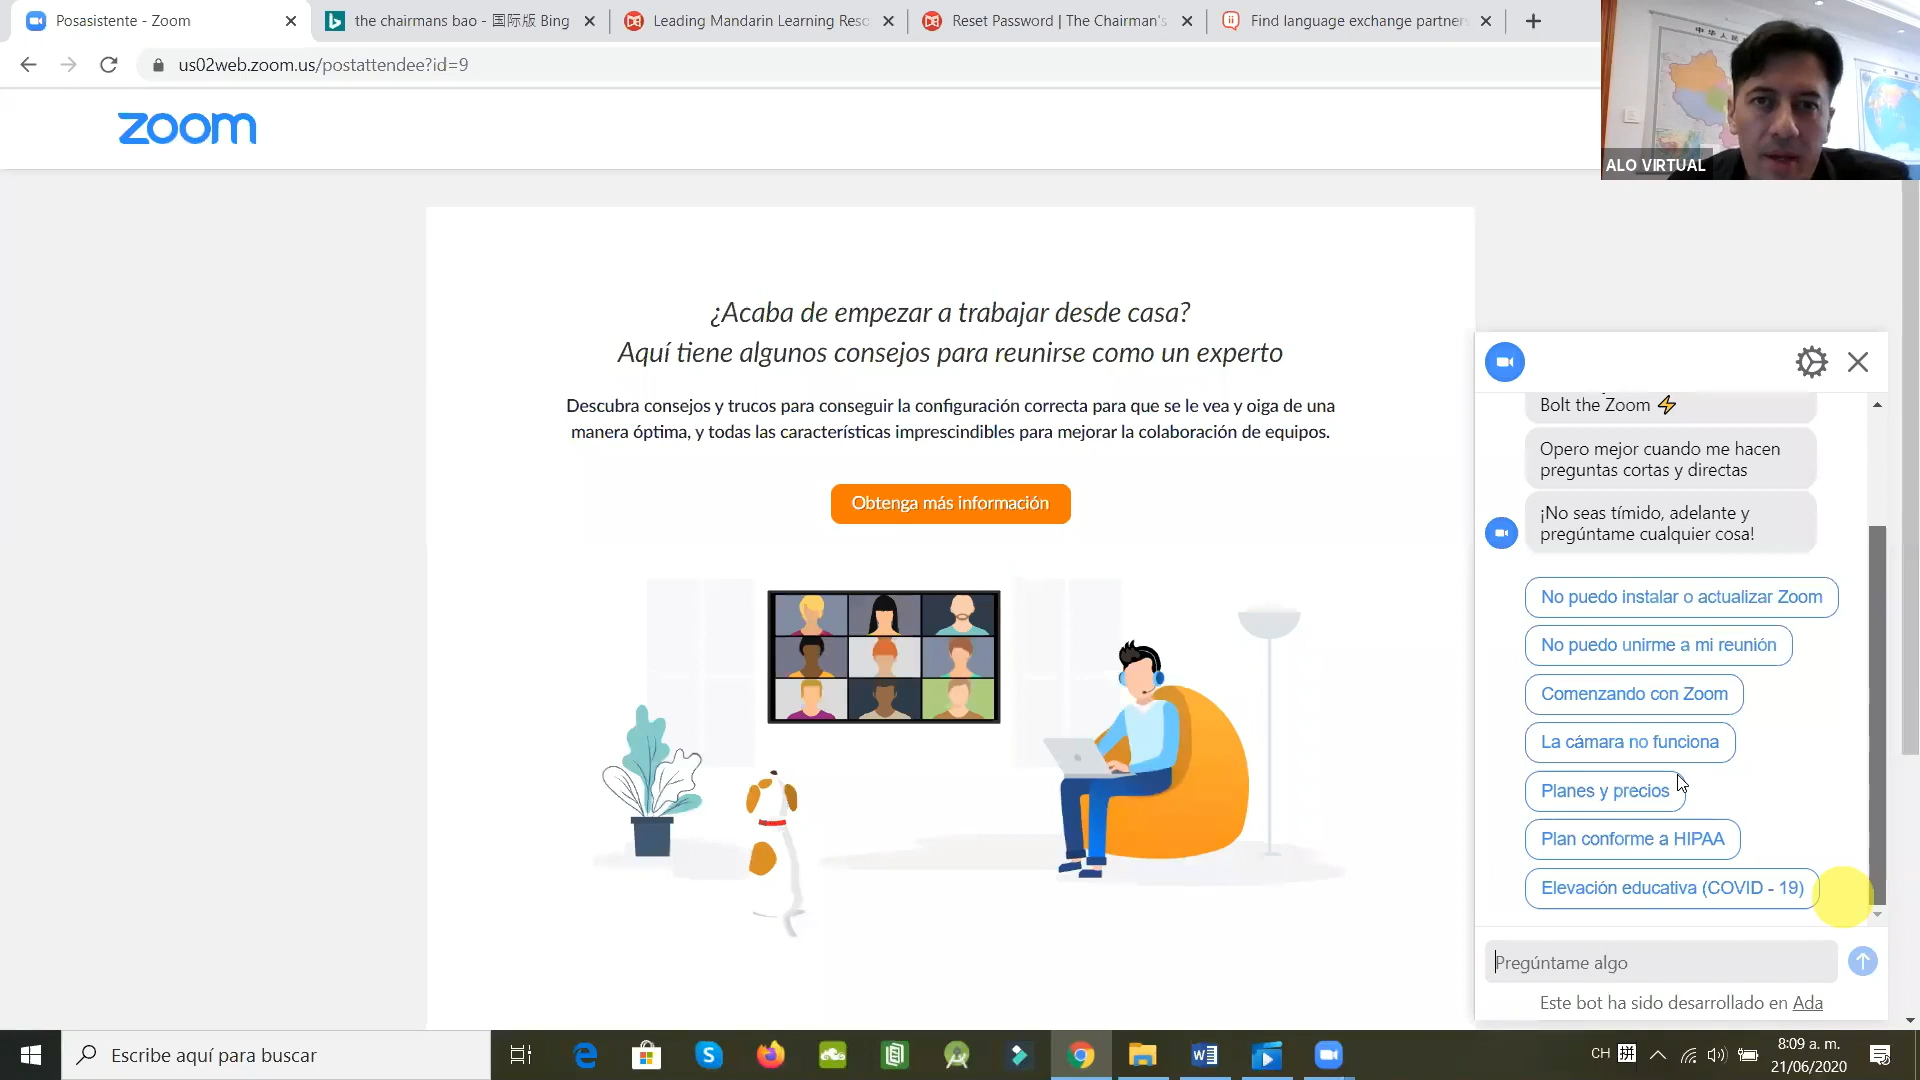 Posasistente - Zoom
the chairmans bao - 国际版 Bing
Leading Mandarin Learning Reso
Reset Password | The Chairman's
Find language exchange partner
us02web.zoom.us/postattendee?id=9
ALO VIRTUAL
zoom
¿Acaba de empezar a trabajar desde casa?
Aquí tiene algunos consejos para reunirse como un experto
Descubra consejos y trucos para conseguir la configuración correcta para que se le vea y oiga de una
manera óptima, y todas las características imprescindibles para mejorar la colaboración de equipos.
Obtenga más información
Bolt the Zoom ⚡
Opero mejor cuando me hacen
preguntas cortas y directas
¡No seas tímido, adelante y
pregúntame cualquier cosa!
No puedo instalar o actualizar Zoom
No puedo unirme a mi reunión
Comenzando con Zoom
La cámara no funciona
Planes y precios
Plan conforme a HIPAA
Elevación educativa (COVID - 19)
Pregúntame algo
Este bot ha sido desarrollado en Ada
Escribe aquí para buscar
CH 拼
8:09 a. m.
21/06/2020